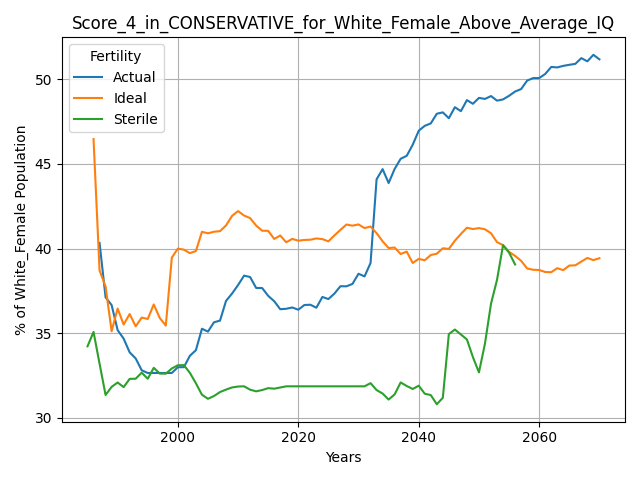 Score_4_in_CONSERVATIVE_for_White_Female_Above_Average_IQ
Fertility
Actual
Ideal
Sterile
50
45
40
35
30
% of White_Female Population
2000
2020
2040
2060
Years